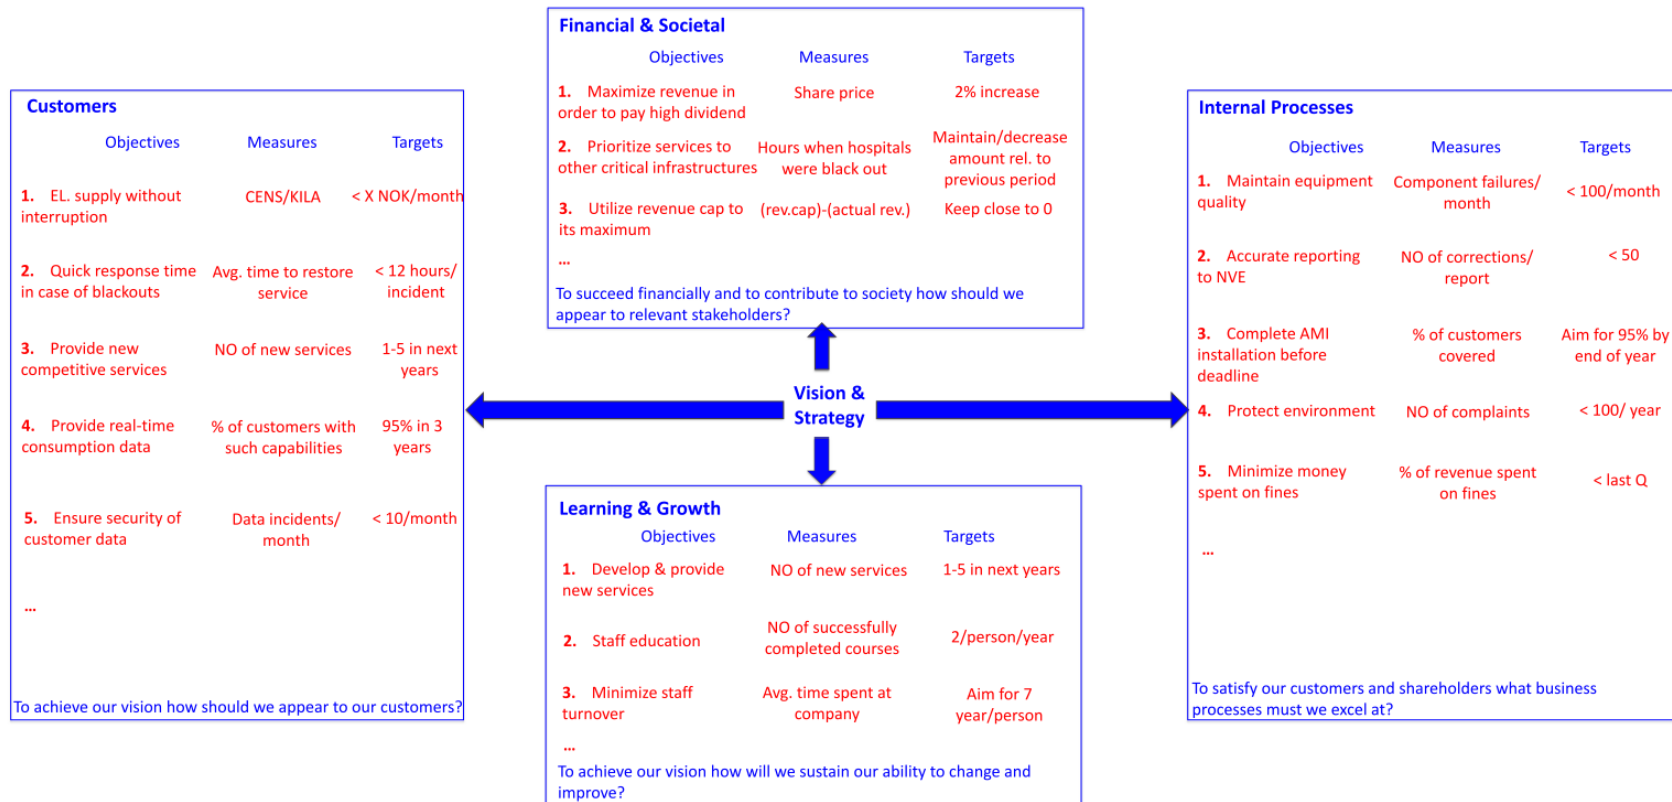 Financial & Societal
Objectives Measures Targets
1. Maximize revenue in order to pay high dividend Share price 2% increase
2. Prioritize services to other critical infrastructures Hours when hospitals were black out Maintain/decrease amount rel. to previous period
3. Utilize revenue cap to its maximum (rev.cap)-(actual rev.) Keep close to 0
...
To succeed financially and to contribute to society how should we
appear to relevant stakeholders?
Customers
Objectives Measures Targets
1. EL. supply without interruption CENS/KILA < X NOK/month
2. Quick response time in case of blackouts Avg. time to restore service < 12 hours/ incident
3. Provide new competitive services NO of new services 1-5 in next years
4. Provide real-time consumption data % of customers with such capabilities 95% in 3 years
5. Ensure security of customer data Data incidents/ month < 10/month
...
To achieve our vision how should we appear to our customers?
Vision &
Strategy
Internal Processes
Objectives Measures Targets
1. Maintain equipment quality Component failures/ month < 100/month
2. Accurate reporting to NVE NO of corrections/ report < 50
3. Complete AMI installation before deadline % of customers covered Aim for 95% by end of year
4. Protect environment NO of complaints < 100/ year
5. Minimize money spent on fines % of revenue spent on fines < last Q
...
To satisfy our customers and shareholders what business
processes must we excel at?
Learning & Growth
Objectives Measures Targets
1. Develop & provide new services NO of new services 1-5 in next years
2. Staff education NO of successfully completed courses 2/person/year
3. Minimize staff turnover Avg. time spent at company Aim for 7 year/person
...
To achieve our vision how will we sustain our ability to change and
improve?